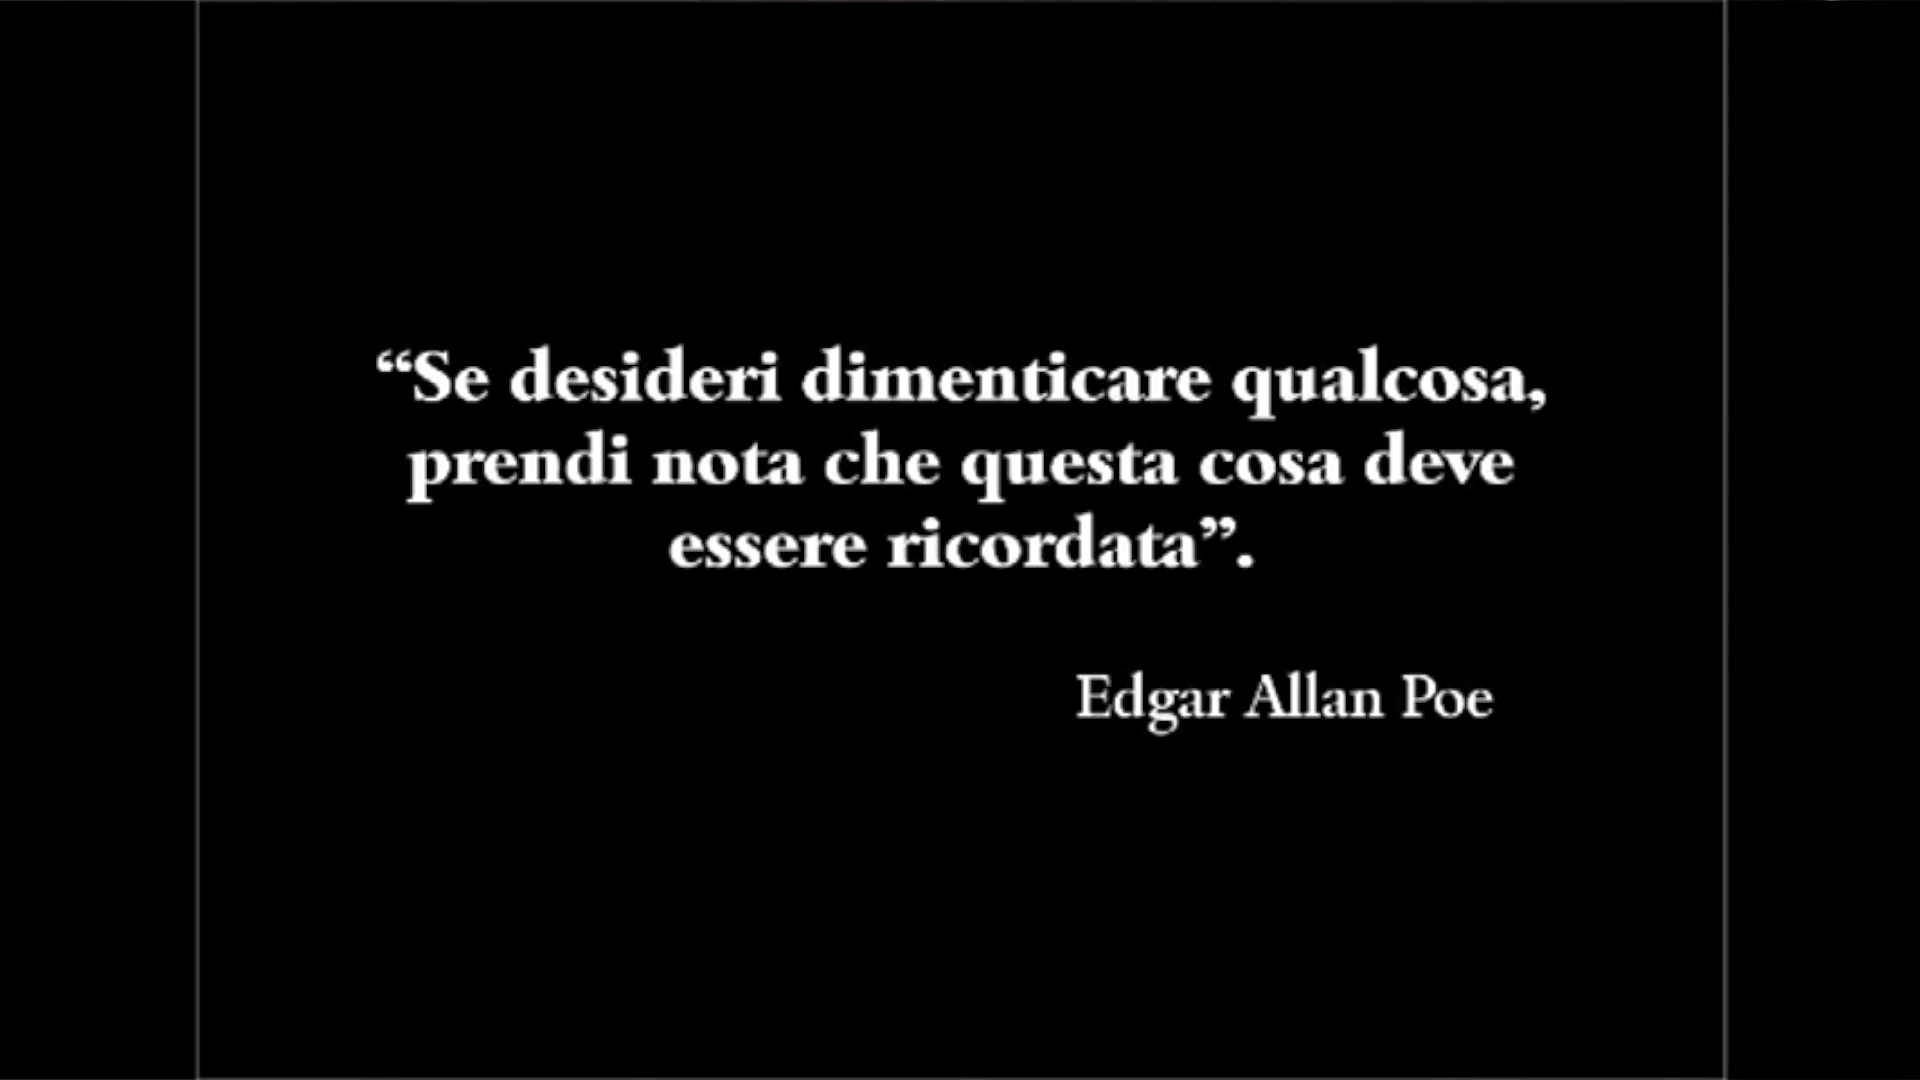 “Se desideri dimenticare qualcosa,
prendi nota che questa cosa deve
essere ricordata”.
Edgar Allan Poe